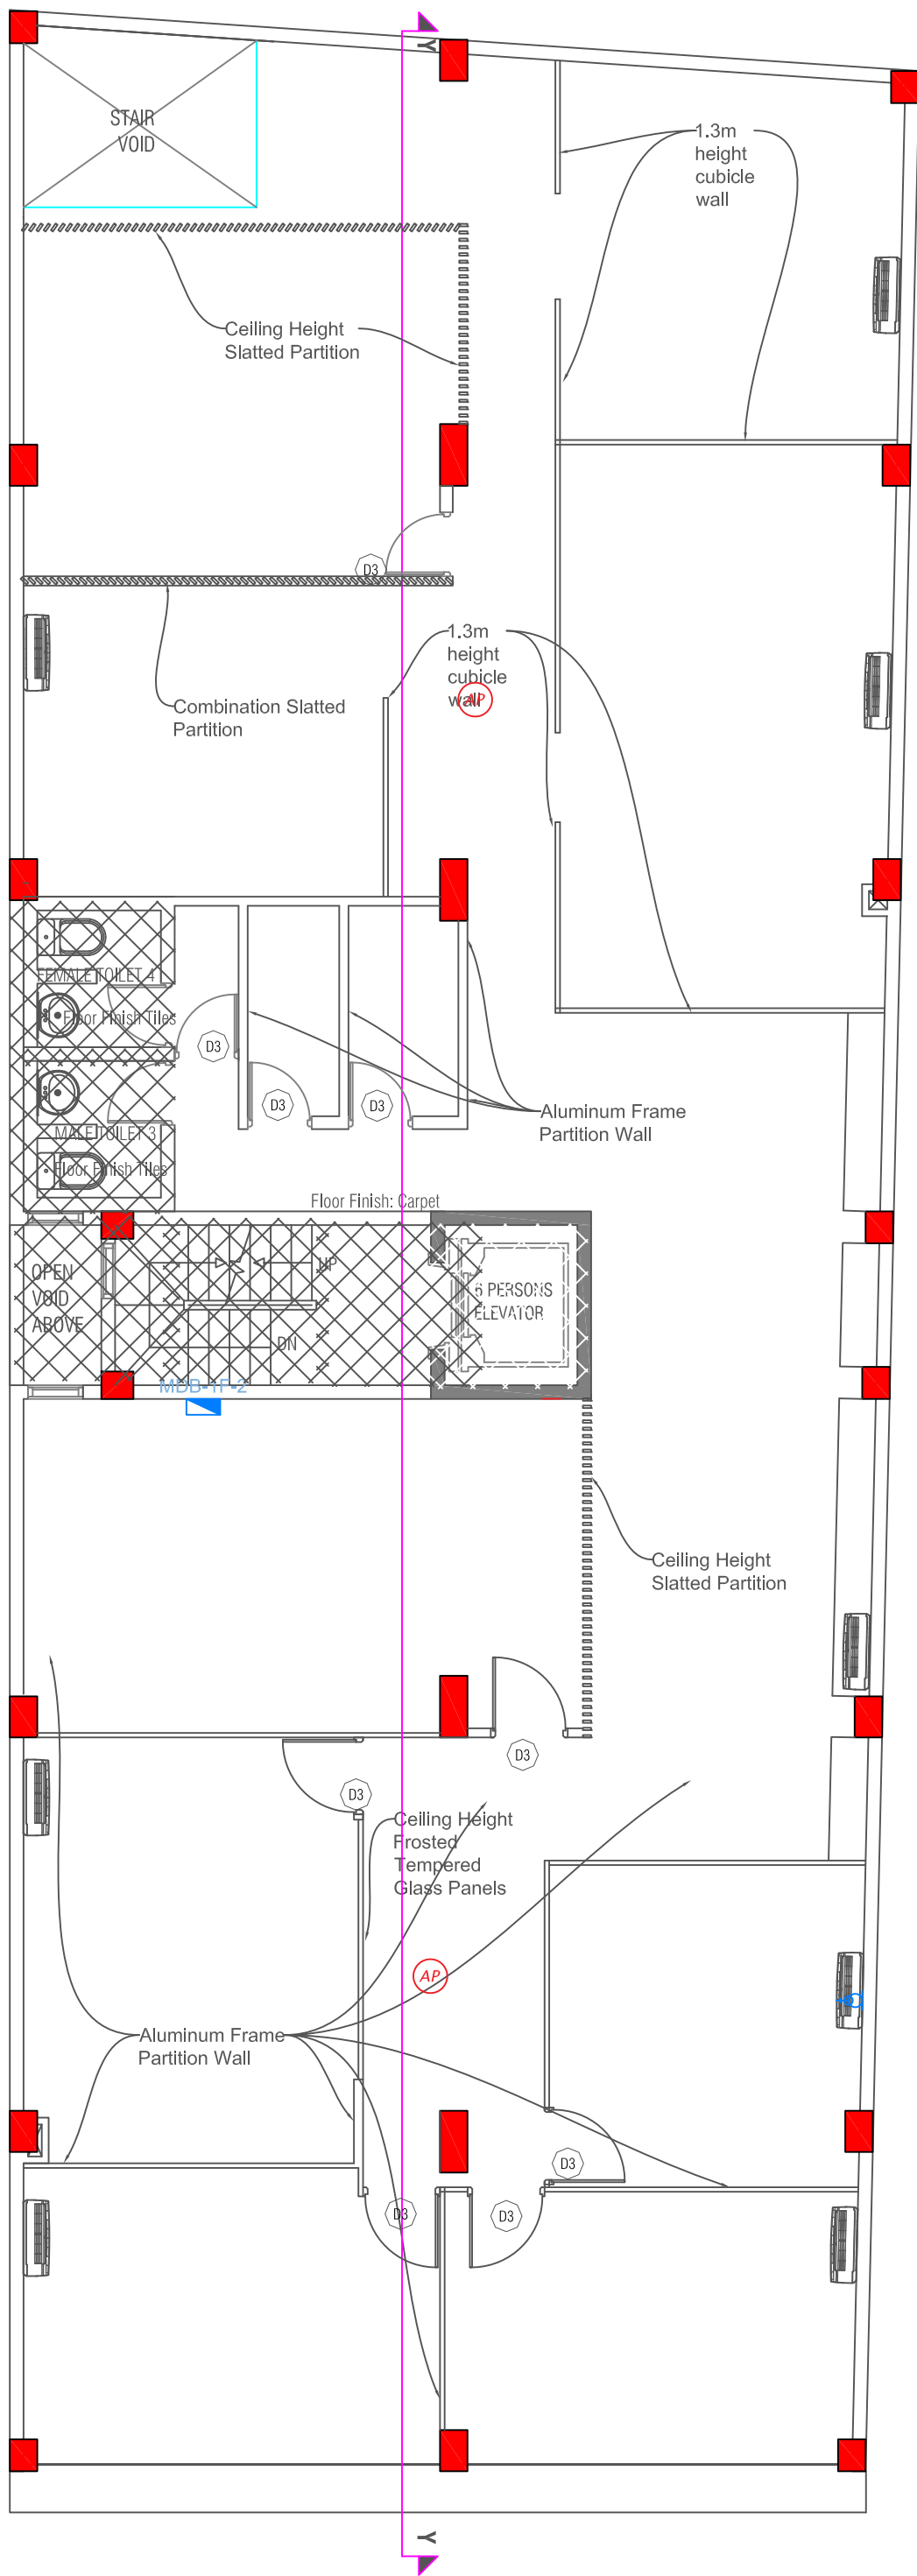 Y
STAIR
VOID
1.3m
height
cubicle
wall
Ceiling Height
Slatted Partition
D3
1.3m
height
cubicle
wall
AP
Combination Slatted
Partition
FEMALE TOILET 4
Floor Finish Tiles
D3
D3
D3
MALE TOILET 3
Floor Finish Tiles
Aluminum Frame
Partition Wall
Floor Finish: Carpet
OPEN
VOID
ABOVE
UP
DN
6 PERSONS
ELEVATOR
MDB-1F-2
Ceiling Height
Slatted Partition
D3
D3
Ceiling Height
Frosted
Tempered
Glass Panels
AP
Aluminum Frame
Partition Wall
D3
D3
D3
Y